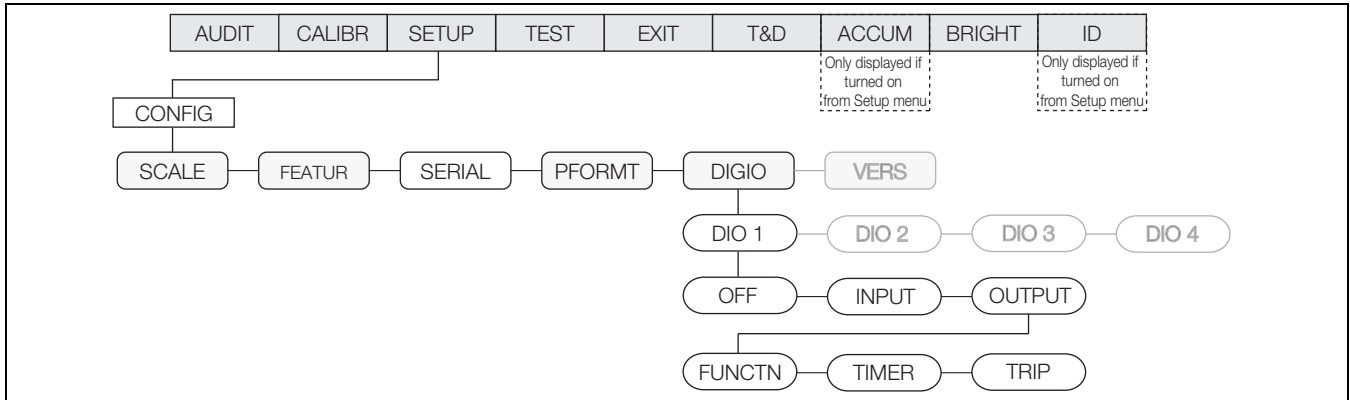 AUDIT CALIBR SETUP TEST EXIT T&D ACCUM BRIGHT ID
Only displayed if
turned on
from Setup menu
Only displayed if
turned on
from Setup menu
CONFIG
SCALE FEATUR SERIAL PFORMT DIGIO VERS
DIO 1 DIO 2 DIO 3 DIO 4
OFF INPUT OUTPUT
FUNCTN TIMER TRIP